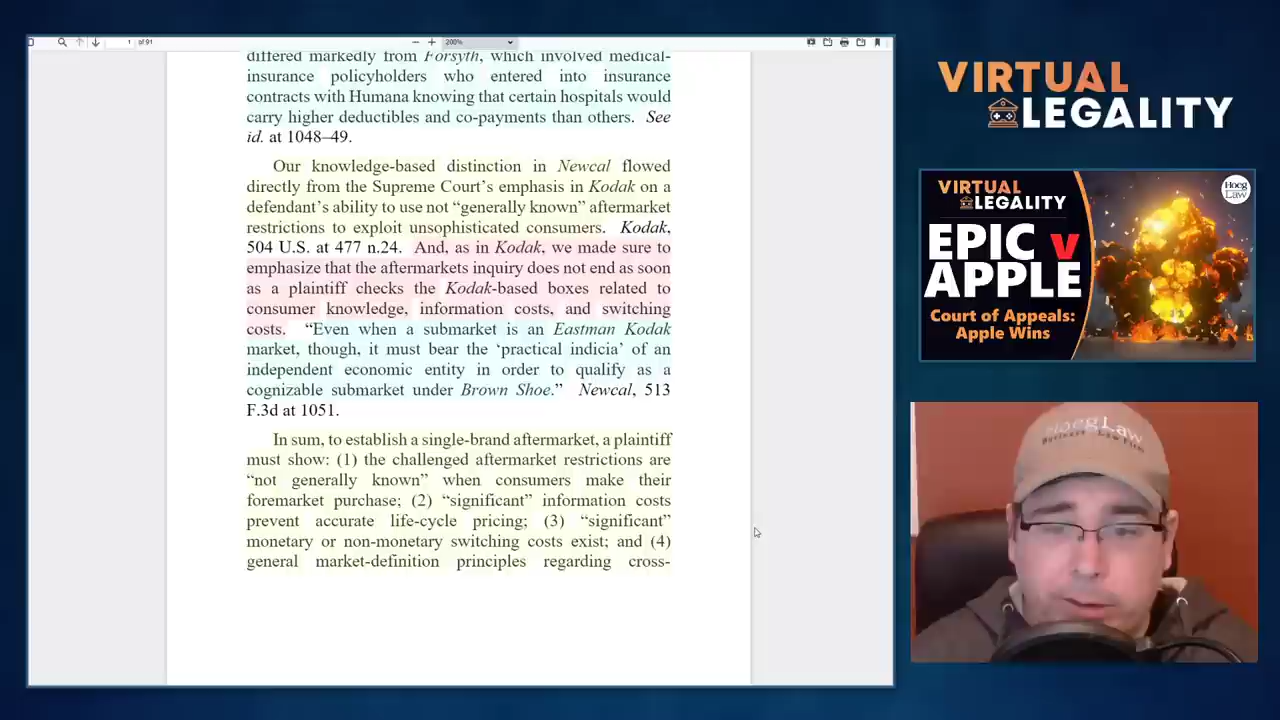 1 of 91
200%
differed markedly from Forsyth, which involved medical-
insurance policyholders who entered into insurance
contracts with Humana knowing that certain hospitals would
carry higher deductibles and co-payments than others. See
id. at 1048–49.
Our knowledge-based distinction in Newcal flowed
directly from the Supreme Court's emphasis in Kodak on a
defendant's ability to use not “generally known” aftermarket
restrictions to exploit unsophisticated consumers. Kodak,
504 U.S. at 477 n.24. And, as in Kodak, we made sure to
emphasize that the aftermarkets inquiry does not end as soon
as a plaintiff checks the Kodak-based boxes related to
consumer knowledge, information costs, and switching
costs. “Even when a submarket is an Eastman Kodak
market, though, it must bear the ‘practical indicia’ of an
independent economic entity in order to qualify as a
cognizable submarket under Brown Shoe.” Newcal, 513
F.3d at 1051.
In sum, to establish a single-brand aftermarket, a plaintiff
must show: (1) the challenged aftermarket restrictions are
“not generally known” when consumers make their
foremarket purchase; (2) “significant” information costs
prevent accurate life-cycle pricing; (3) “significant”
monetary or non-monetary switching costs exist; and (4)
general market-definition principles regarding cross-
VIRTUAL
LEGALITY
VIRTUAL
LEGALITY
Hoeg
Law
EPIC v
APPLE
Court of Appeals:
Apple Wins
HoegLaw